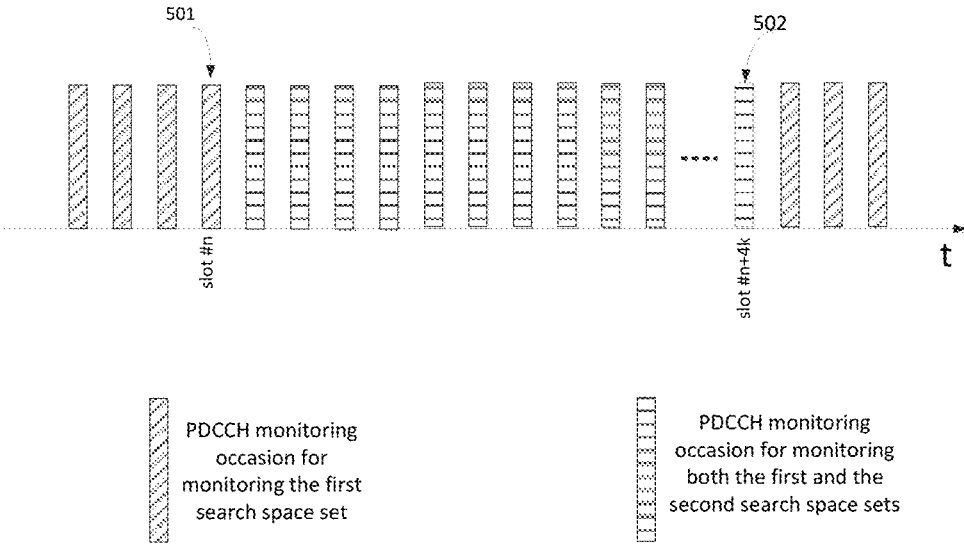 501
502
slot #n
slot #n+4k
t
PDCCH monitoring
occasion for
monitoring the first
search space set
PDCCH monitoring
occasion for monitoring
both the first and the
second search space sets